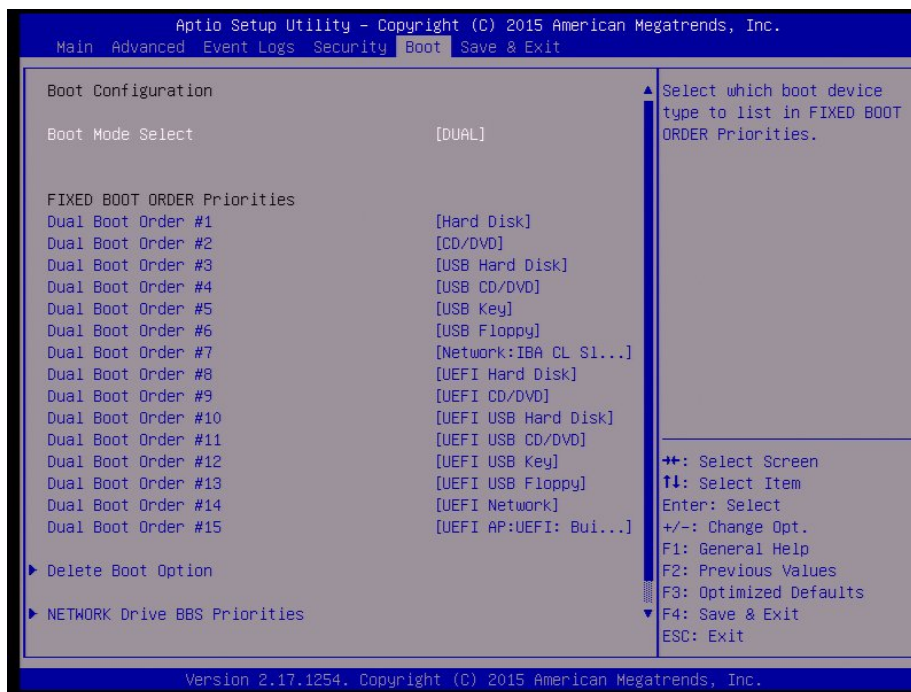 Aptio Setup Utility – Copyright (C) 2015 American Megatrends, Inc.
Main Advanced Event Logs Security Boot Save & Exit
Boot Configuration
Boot Mode Select [DUAL]
FIXED BOOT ORDER Priorities
Dual Boot Order #1 [Hard Disk]
Dual Boot Order #2 [CD/DVD]
Dual Boot Order #3 [USB Hard Disk]
Dual Boot Order #4 [USB CD/DVD]
Dual Boot Order #5 [USB Key]
Dual Boot Order #6 [USB Floppy]
Dual Boot Order #7 [Network:IBA CL Sl...]
Dual Boot Order #8 [UEFI Hard Disk]
Dual Boot Order #9 [UEFI CD/DVD]
Dual Boot Order #10 [UEFI USB Hard Disk]
Dual Boot Order #11 [UEFI USB CD/DVD]
Dual Boot Order #12 [UEFI USB Key]
Dual Boot Order #13 [UEFI USB Floppy]
Dual Boot Order #14 [UEFI Network]
Dual Boot Order #15 [UEFI AP:UEFI: Bui...]
Delete Boot Option
NETWORK Drive BBS Priorities
Select which boot device
type to list in FIXED BOOT
ORDER Priorities.
→←: Select Screen
↑↓: Select Item
Enter: Select
+/-: Change Opt.
F1: General Help
F2: Previous Values
F3: Optimized Defaults
F4: Save & Exit
ESC: Exit
Version 2.17.1254. Copyright (C) 2015 American Megatrends, Inc.